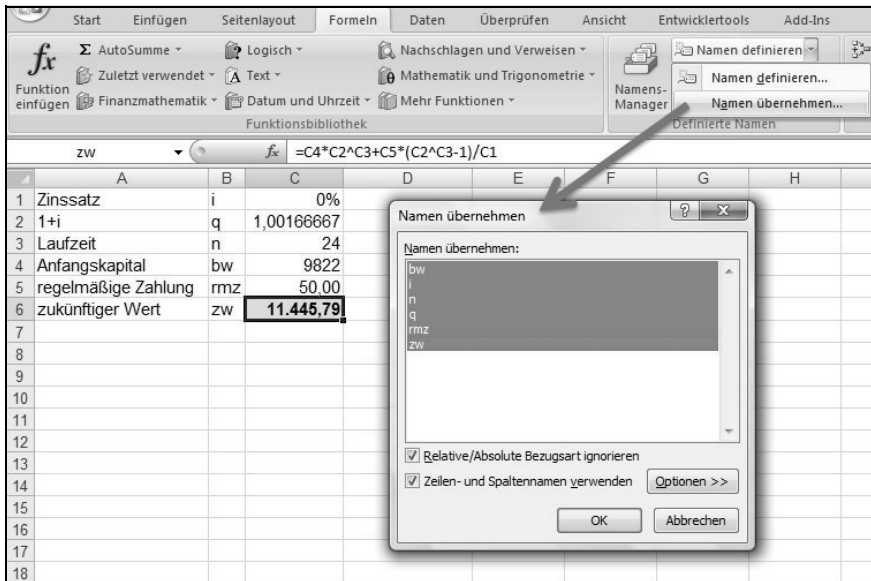 Start Einfügen Seitenlayout Formeln Daten Überprüfen Ansicht Entwicklertools Add-Ins
fx Funktion einfügen
Σ AutoSumme
Zuletzt verwendet
Finanzmathematik
Logisch
Text
Datum und Uhrzeit
Nachschlagen und Verweisen
Mathematik und Trigonometrie
Mehr Funktionen
Funktionsbibliothek
Namens-Manager
Namen definieren
Namen definieren...
Namen übernehmen...
Definierte Namen
zw fx =C4*C2^C3+C5*(C2^C3-1)/C1
A B C D E F G H
1 Zinssatz i 0%
2 1+i q 1,00166667
3 Laufzeit n 24
4 Anfangskapital bw 9822
5 regelmäßige Zahlung rmz 50,00
6 zukünftiger Wert zw 11.445,79
7
8
9
10
11
12
13
14
15
16
17
18
Namen übernehmen
Namen übernehmen:
bw
i
n
q
rmz
zw
Relative/Absolute Bezugsart ignorieren
Zeilen- und Spaltennamen verwenden
Optionen >>
OK Abbrechen